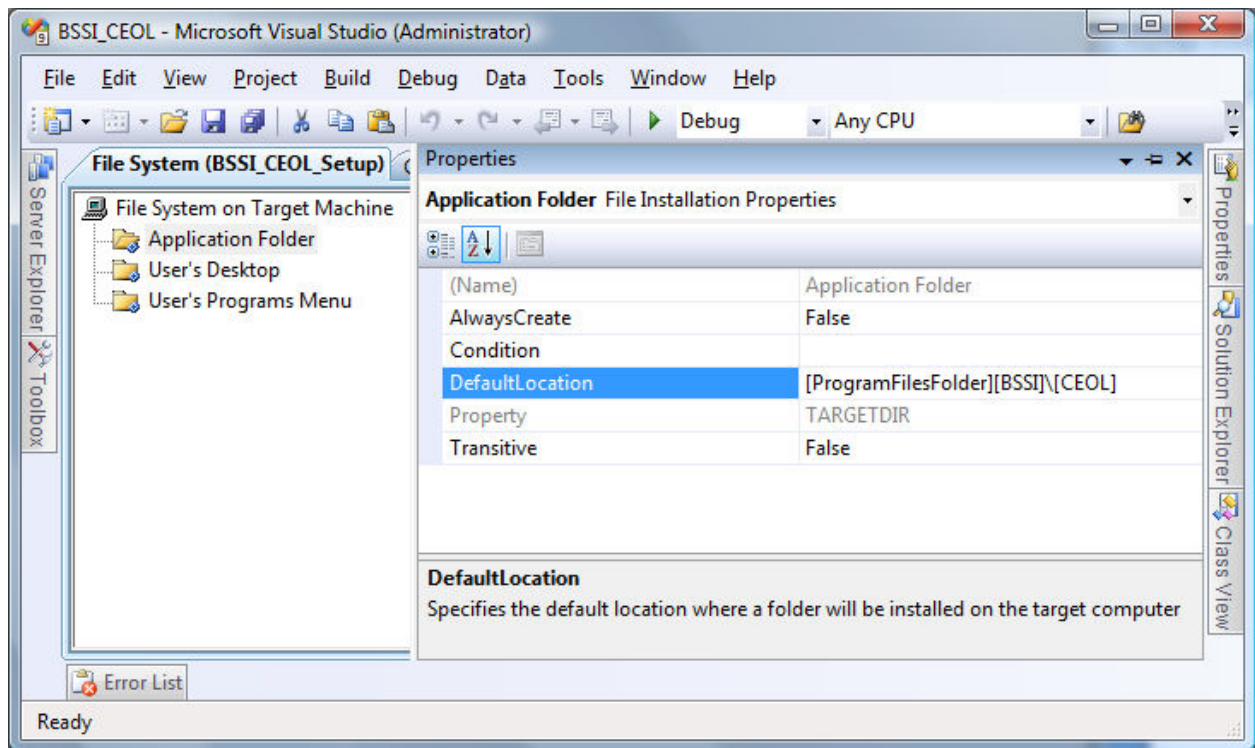 BSSI_CEOL - Microsoft Visual Studio (Administrator)
File Edit View Project Build Debug Data Tools Window Help
Debug Any CPU
Server Explorer
Toolbox
File System (BSSI_CEOL_Setup)
File System on Target Machine
Application Folder
User's Desktop
User's Programs Menu
Properties
Application Folder File Installation Properties
(Name) Application Folder
AlwaysCreate False
Condition
DefaultLocation [ProgramFilesFolder][BSSI]\[CEOL]
Property TARGETDIR
Transitive False
DefaultLocation
Specifies the default location where a folder will be installed on the target computer
Properties
Solution Explorer
Class View
Error List
Ready